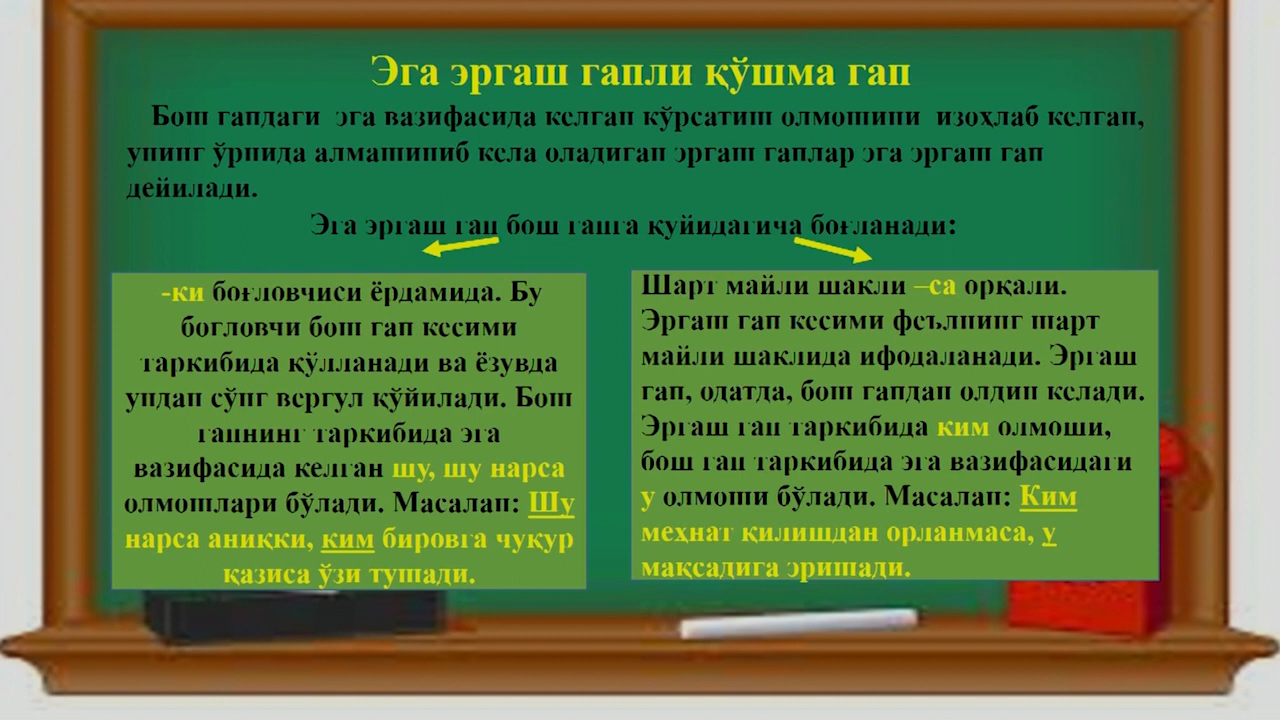 Эга эргаш гапли қўшма гап
Бош гапдаги эга вазифасида келган кўрсатиш олмошини изоҳлаб келган,
унинг ўрнида алмашиниб кела оладиган эргаш гаплар эга эргаш гап
дейилади.
Эга эргаш гап бош гапга қуйидагича боғланади:
-ки боғловчиси ёрдамида. Бу
боғловчи бош гап кесими
таркибида қўлланади ва ёзувда
ундан сўнг вергул қўйилади. Бош
гапнинг таркибида эга
вазифасида келган шу, шу нарса
олмошлари бўлади. Масалан: Шу
нарса аниқки, ким бировга чуқур
қазиса ўзи тушади.
Шарт майли шакли –са орқали.
Эргаш гап кесими феълнинг шарт
майли шаклида ифодаланади. Эргаш
гап, одатда, бош гапдан олдин келади.
Эргаш гап таркибида ким олмоши,
бош гап таркибида эга вазифасидаги
у олмоши бўлади. Масалан: Ким
меҳнат қилишдан орланмаса, у
мақсадига эришади.